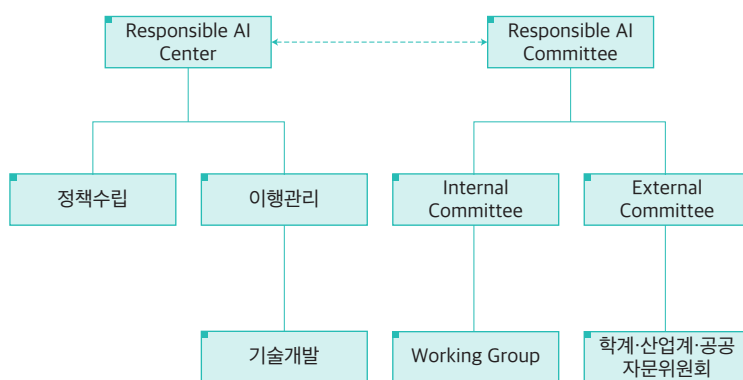 Responsible AI
Center
Responsible AI
Committee
정책수립
이행관리
Internal
Committee
External
Committee
기술개발
Working Group
학계·산업계·공공
자문위원회